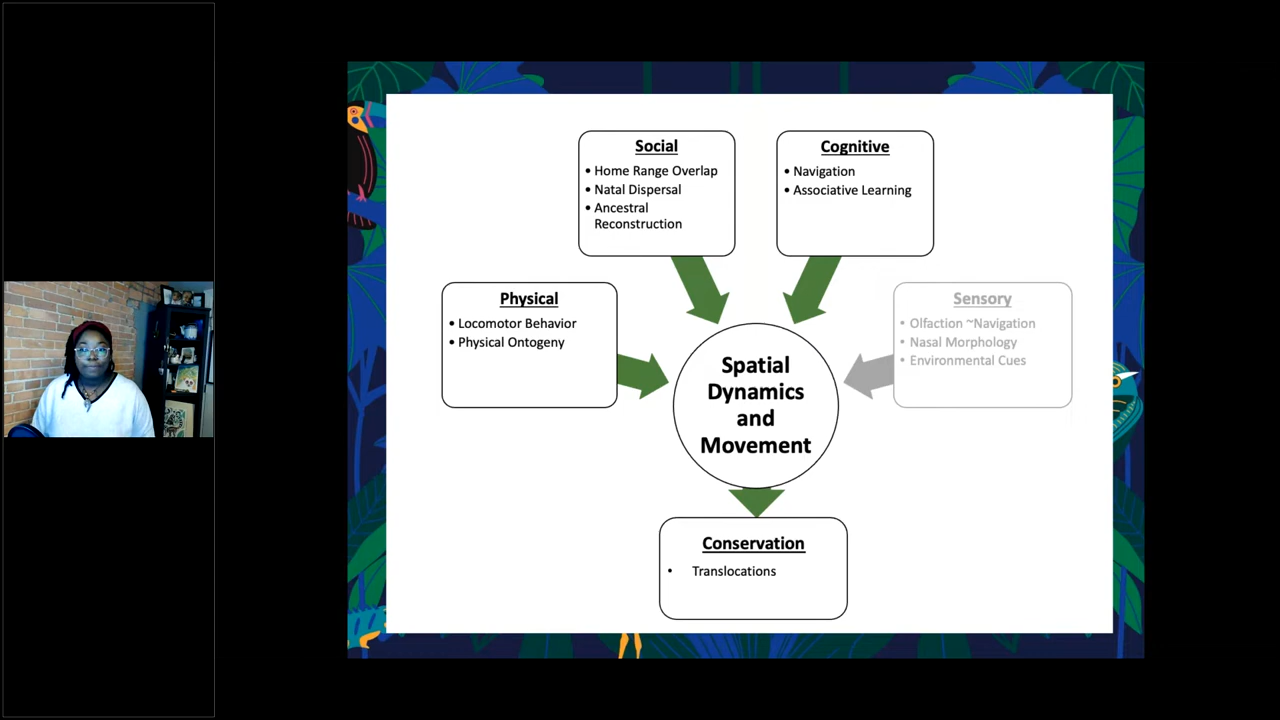 Social
• Home Range Overlap
• Natal Dispersal
• Ancestral
Reconstruction
Cognitive
• Navigation
• Associative Learning
Physical
• Locomotor Behavior
• Physical Ontogeny
Sensory
• Olfaction ~Navigation
• Nasal Morphology
• Environmental Cues
Spatial
Dynamics
and
Movement
Conservation
• Translocations